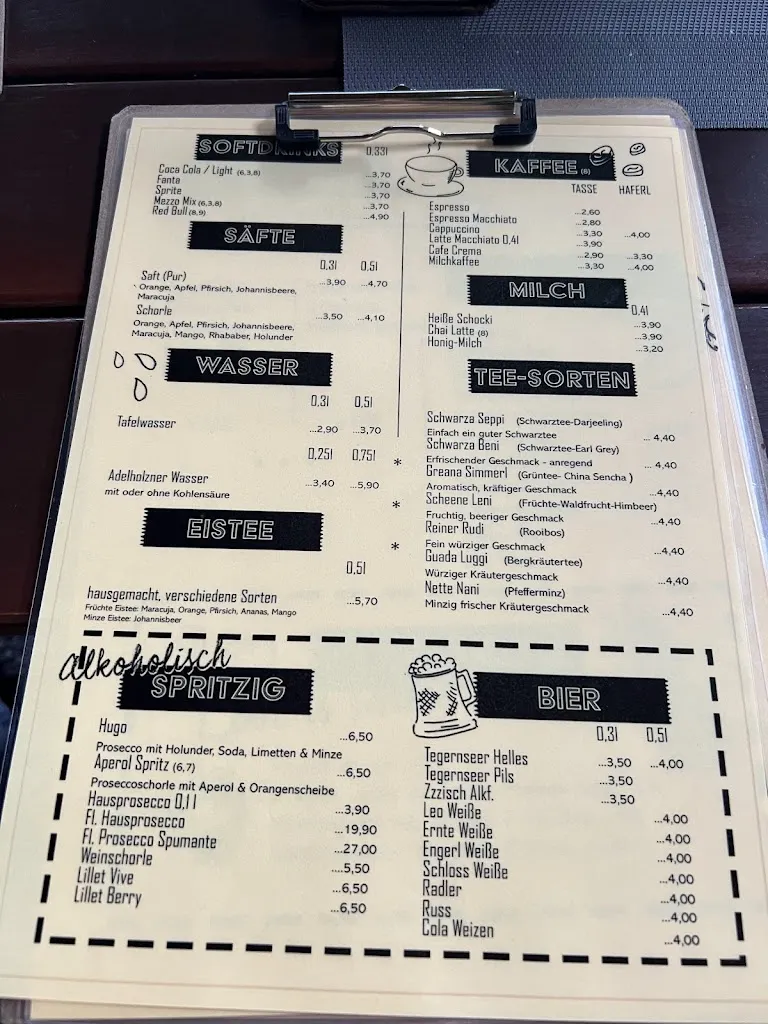 SOFTDRINKS 0,33l
Coca Cola / Light (6,3,8) ...3,70
Fanta ...3,70
Sprite ...3,70
Mezzo Mix (6,3,8) ...3,70
Red Bull (8,9) ...4,90
SÄFTE
0,3l 0,5l
Saft (Pur) ...3,90 ...4,70
Orange, Apfel, Pfirsich, Johannisbeere,
Maracuja
Schorle ...3,50 ...4,10
Orange, Apfel, Pfirsich, Johannisbeere,
Maracuja, Mango, Rhababer, Holunder
WASSER
0,3l 0,5l
Tafelwasser ...2,90 ...3,70
0,25l 0,75l
Adelholzner Wasser ...3,40 ...5,90
mit oder ohne Kohlensäure
EISTEE
0,5l
hausgemacht, verschiedene Sorten ...5,70
Früchte Eistee: Maracuja, Orange, Pfirsich, Ananas, Mango
Minze Eistee: Johannisbeer
KAFFEE (8)
TASSE HAFERL
Espresso ...2,60
Espresso Macchiato ...2,80
Cappuccino ...3,30 ...4,00
Latte Macchiato 0,4l ...3,90
Cafe Crema ...2,90 ...3,30
Milchkaffee ...3,30 ...4,00
MILCH
0,4l
Heiße Schocki ...3,90
Chai Latte (8) ...3,90
Honig-Milch ...3,20
TEE-SORTEN
Schwarza Seppi (Schwarztee-Darjeeling)
Einfach ein guter Schwarztee ... 4,40
Schwarza Beni (Schwarztee-Earl Grey)
* Erfrischender Geschmack - anregend ... 4,40
Greana Simmerl (Grüntee- China Sencha )
Aromatisch, kräftiger Geschmack ...4,40
* Scheene Leni (Früchte-Waldfrucht-Himbeer)
Fruchtig, beeriger Geschmack ...4,40
Reiner Rudi (Rooibos)
* Fein würziger Geschmack ...4,40
Guada Luggi (Bergkräutertee)
Würziger Kräutergeschmack ...4,40
Nette Nani (Pfefferminz)
Minzig frischer Kräutergeschmack ...4,40
alkoholisch
SPRITZIG
Hugo ...6,50
Prosecco mit Holunder, Soda, Limetten & Minze
Aperol Spritz (6,7) ...6,50
Proseccoschorle mit Aperol & Orangenscheibe
Hausprosecco 0,1 l ...3,90
Fl. Hausprosecco ...19,90
Fl. Prosecco Spumante ...27,00
Weinschorle ....5,50
Lillet Vive ...6,50
Lillet Berry ...6,50
BIER
0,3l 0,5l
Tegernseer Helles ...3,50 ...4,00
Tegernseer Pils ...3,50
Zzzisch Alkf. ...3,50
Leo Weiße ...4,00
Ernte Weiße ...4,00
Engerl Weiße ...4,00
Schloss Weiße ...4,00
Radler ...4,00
Russ ...4,00
Cola Weizen ...4,00